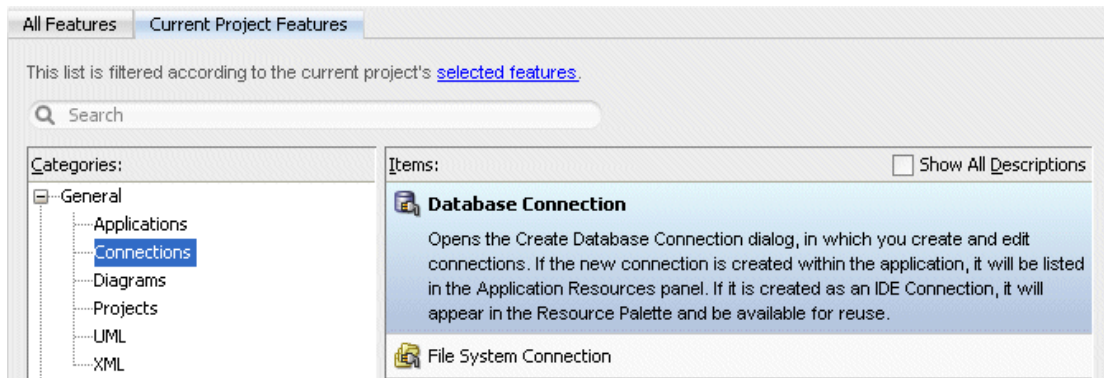 All Features
Current Project Features
This list is filtered according to the current project's selected features.
Search
Categories:
General
Applications
Connections
Diagrams
Projects
UML
XML
Items:
Show All Descriptions
Database Connection
Opens the Create Database Connection dialog, in which you create and edit
connections. If the new connection is created within the application, it will be listed
in the Application Resources panel. If it is created as an IDE Connection, it will
appear in the Resource Palette and be available for reuse.
File System Connection